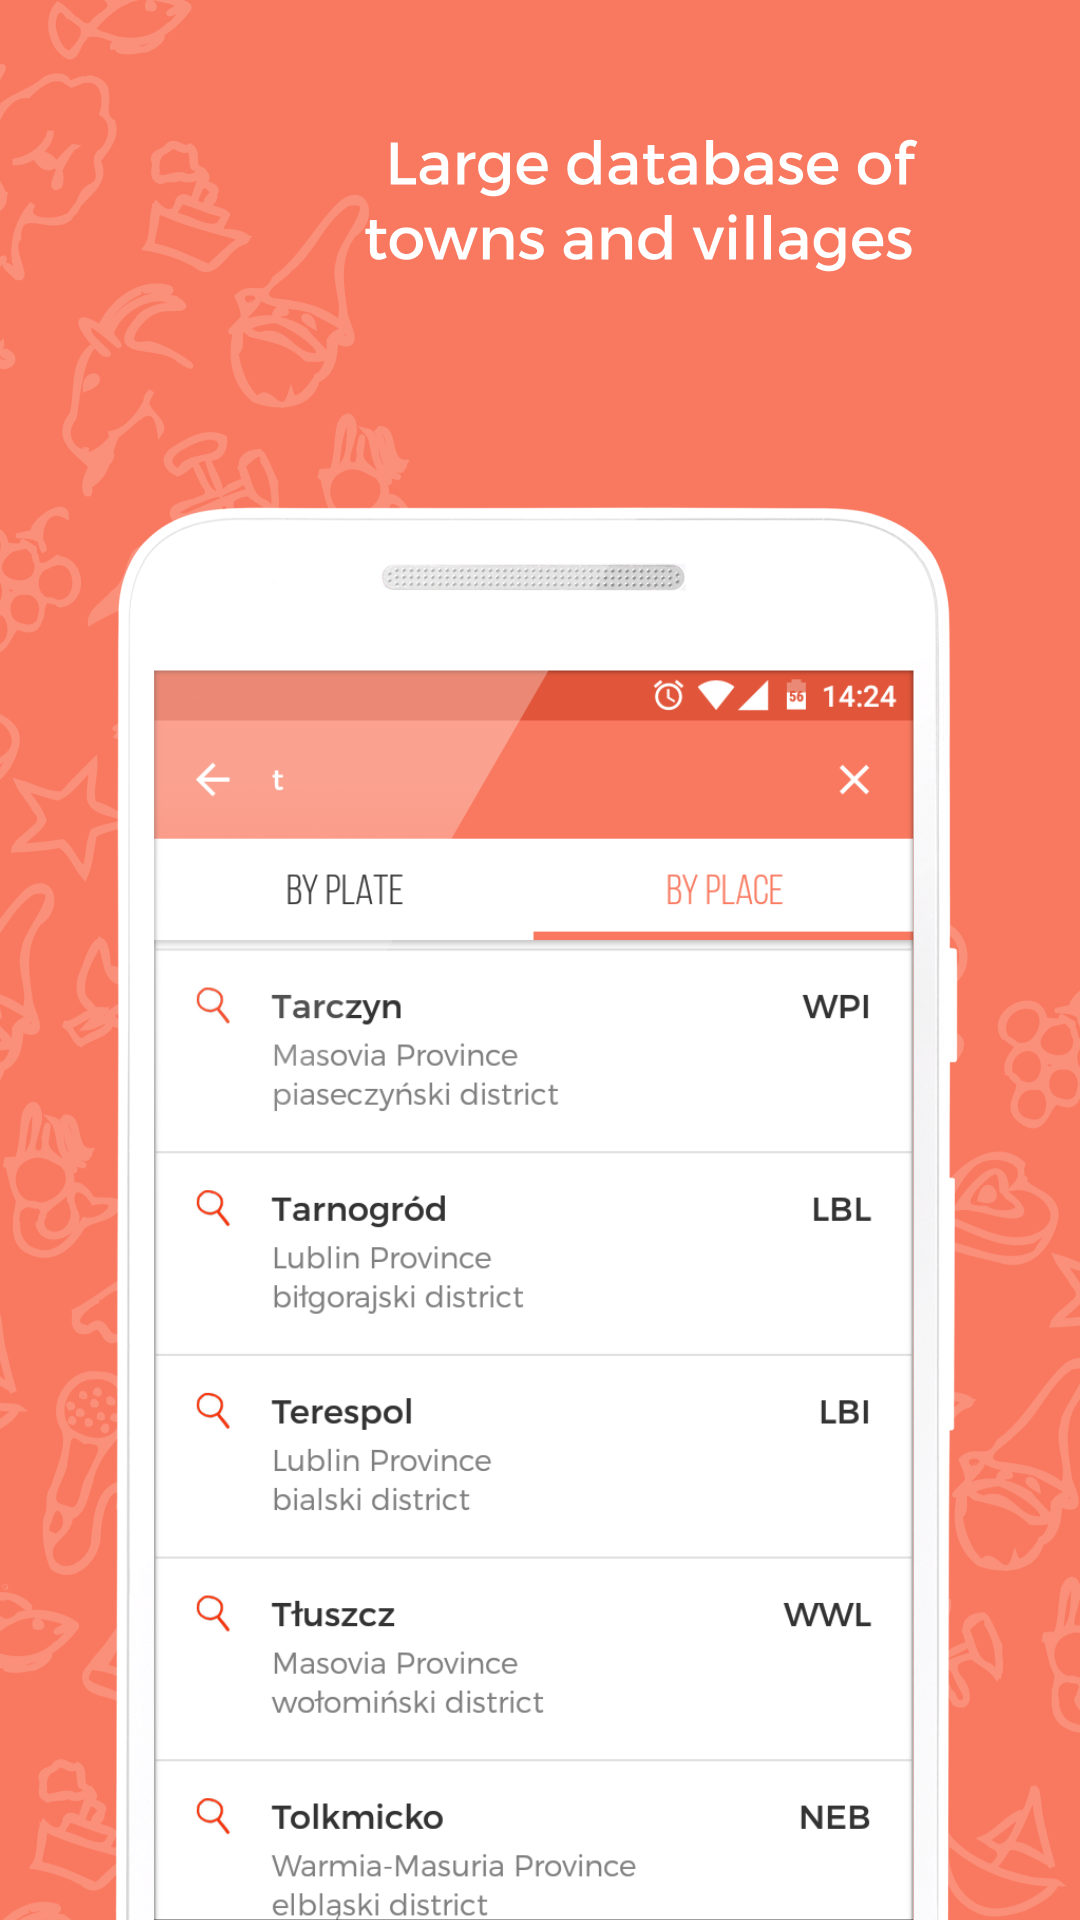 Large database of
towns and villages
56 14:24
t
BY PLATE BY PLACE
Tarczyn WPI
Masovia Province
piaseczyński district
Tarnogród LBL
Lublin Province
biłgorajski district
Terespol LBI
Lublin Province
bialski district
Tłuszcz WWL
Masovia Province
wołomiński district
Tolkmicko NEB
Warmia-Masuria Province
elbląski district